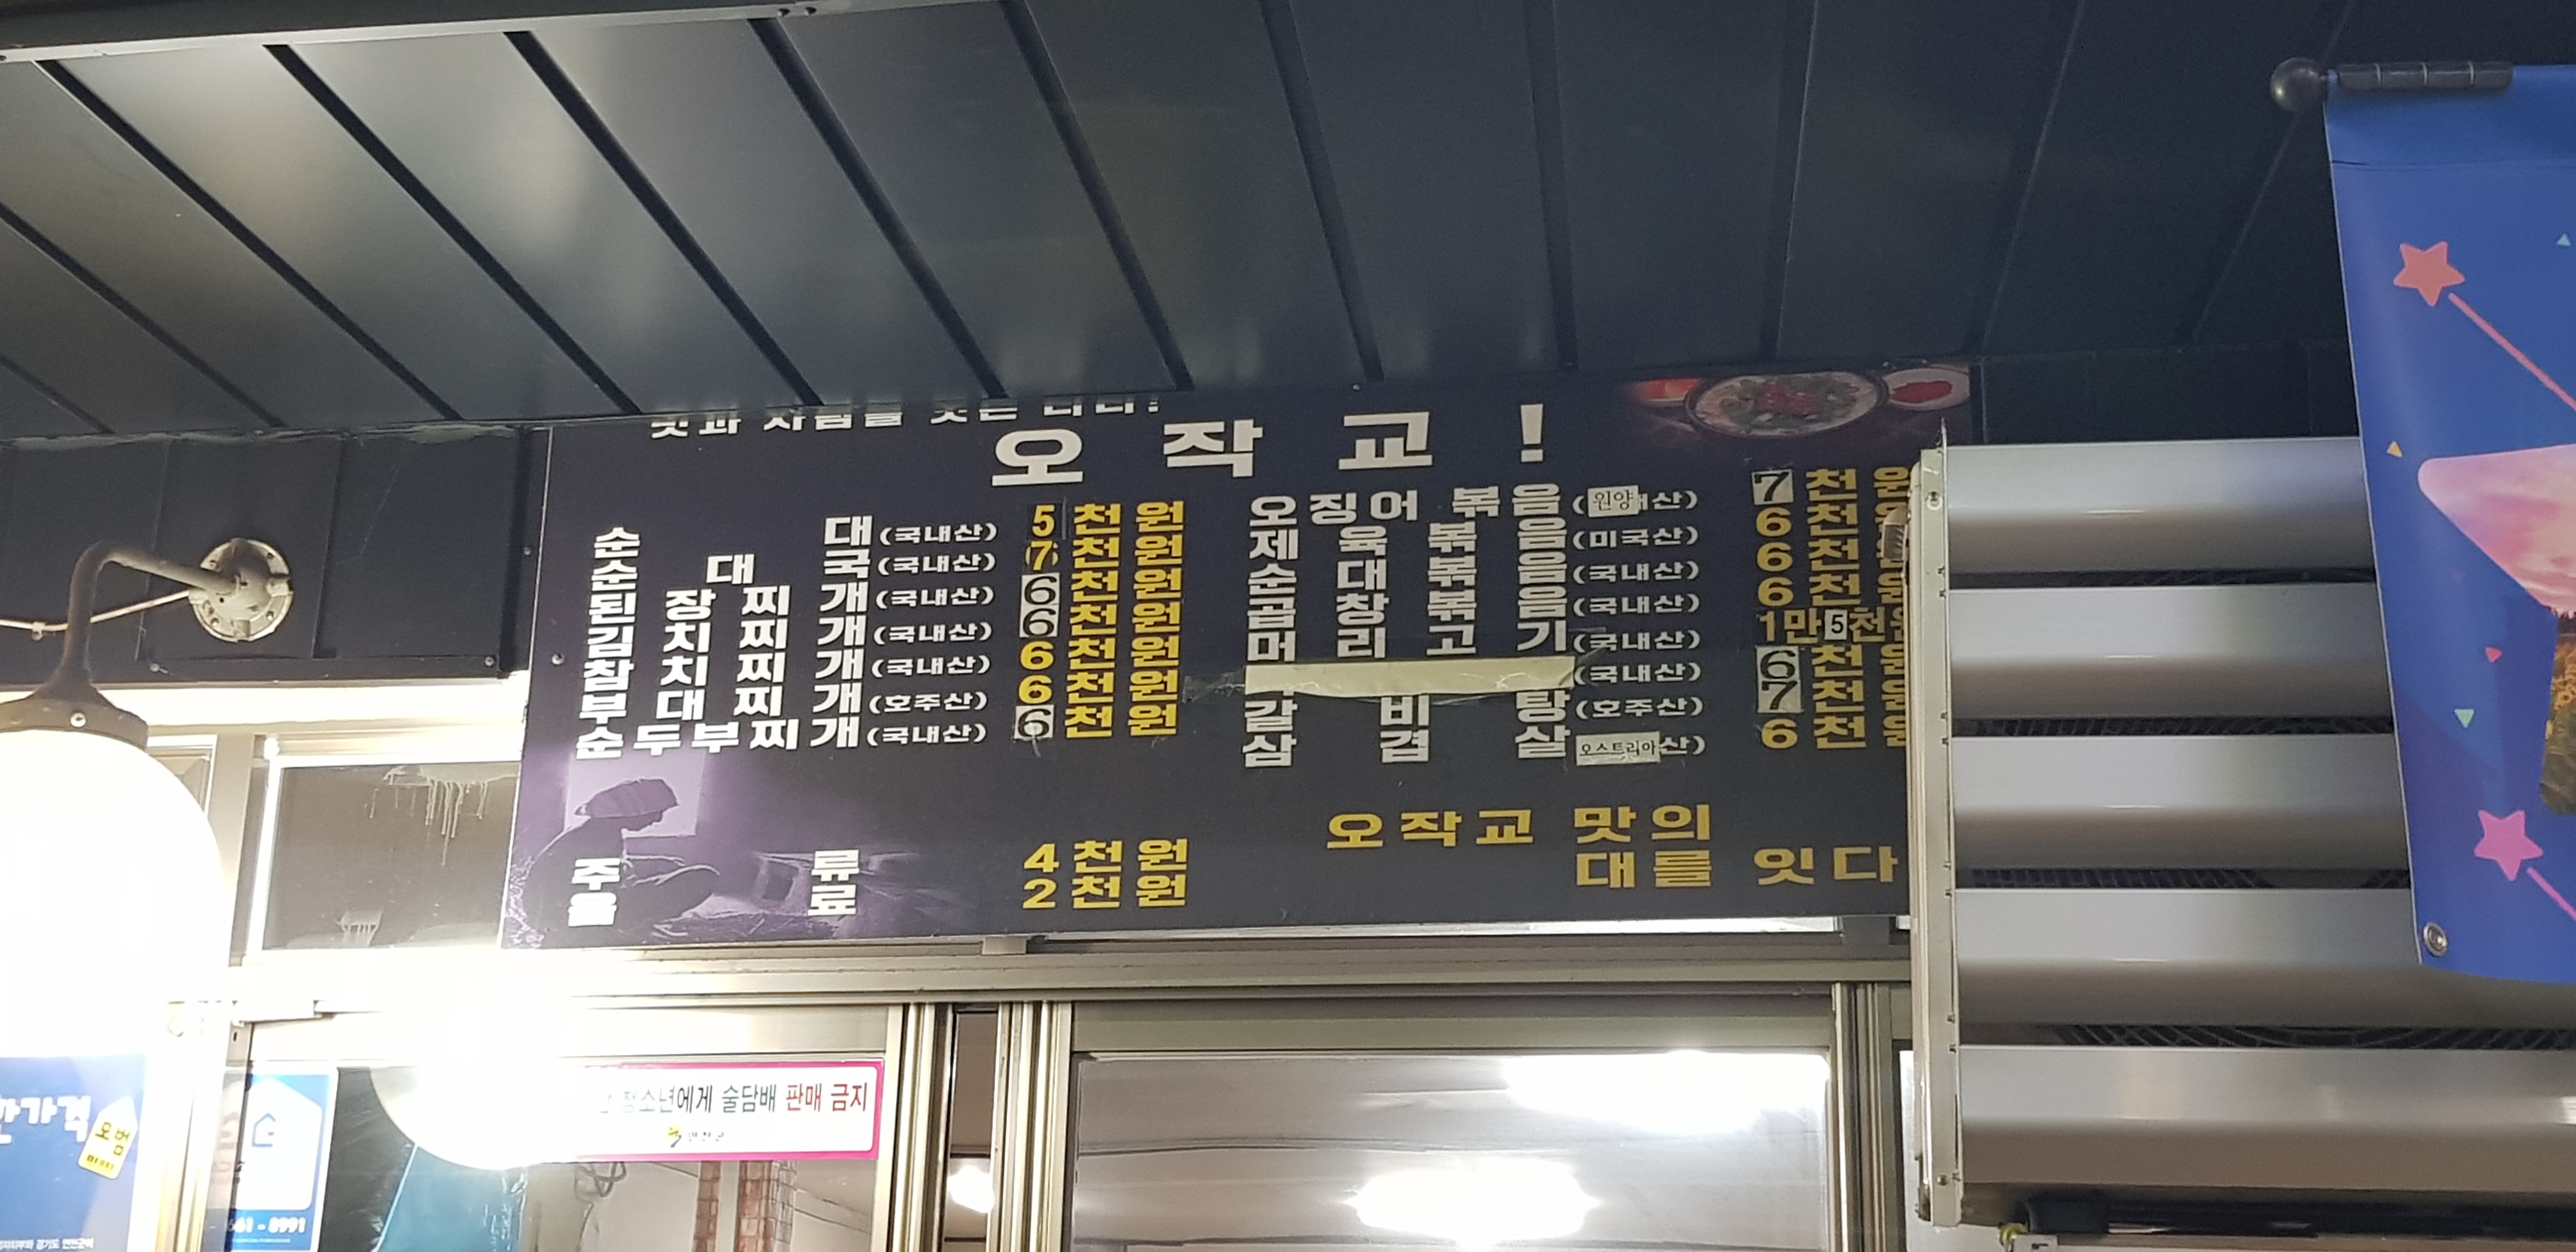 오작교!
순대(국내산) 5천원
순대국(국내산) 7천원
된장찌개(국내산) 6천원
김치찌개(국내산) 6천원
참치찌개(국내산) 6천원
부대찌개(호주산) 6천원
순두부찌개(국내산) 6천원
주류 4천원
음료 2천원
오징어볶음(원양산) 7천원
제육볶음(미국산) 6천원
순대볶음(국내산) 6천원
곱창볶음(국내산) 6천원
머리고기(국내산) 1만5천원
(국내산) 6천원
갈비탕(호주산) 7천원
삼겹살 오스트리아산) 6천원
오작교 맛의
대를 잇다
청소년에게 술담배 판매 금지
연천군
8991